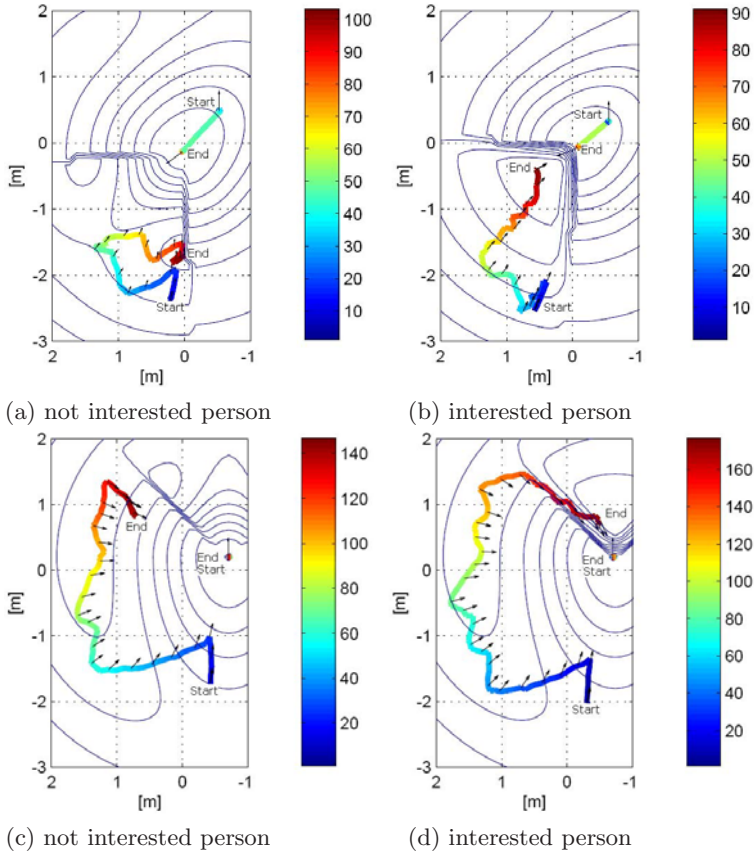 2
1
0
-1
-2
-3
[m]
2 1 0 -1
[m]
Start
End
End
Start
100
90
80
70
60
50
40
30
20
10
(a) not interested person
2
1
0
-1
-2
-3
[m]
2 1 0 -1
[m]
Start
End
End
Start
90
80
70
60
50
40
30
20
10
(b) interested person
2
1
0
-1
-2
-3
[m]
2 1 0 -1
[m]
End
End
Start
Start
140
120
100
80
60
40
20
(c) not interested person
2
1
0
-1
-2
-3
[m]
2 1 0 -1
[m]
End
End
Start
Start
160
140
120
100
80
60
40
20
(d) interested person